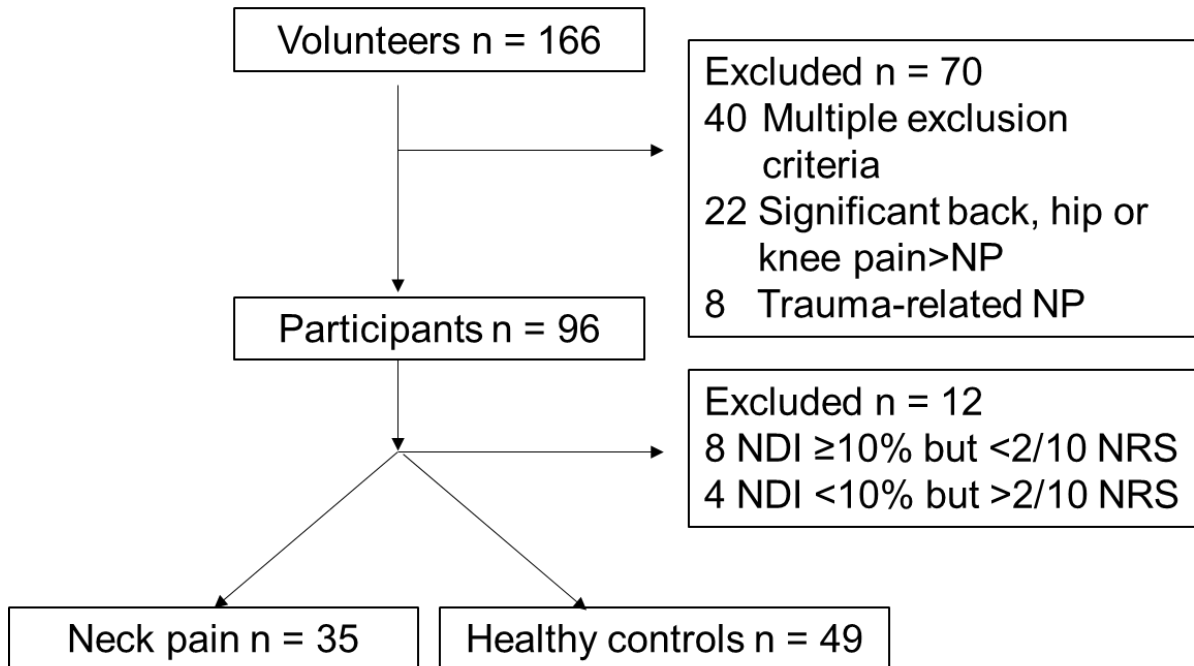 Volunteers n = 166
Excluded n = 70
40 Multiple exclusion
criteria
22 Significant back, hip or
knee pain>NP
8 Trauma-related NP
Participants n = 96
Excluded n = 12
8 NDI ≥10% but <2/10 NRS
4 NDI <10% but >2/10 NRS
Neck pain n = 35
Healthy controls n = 49